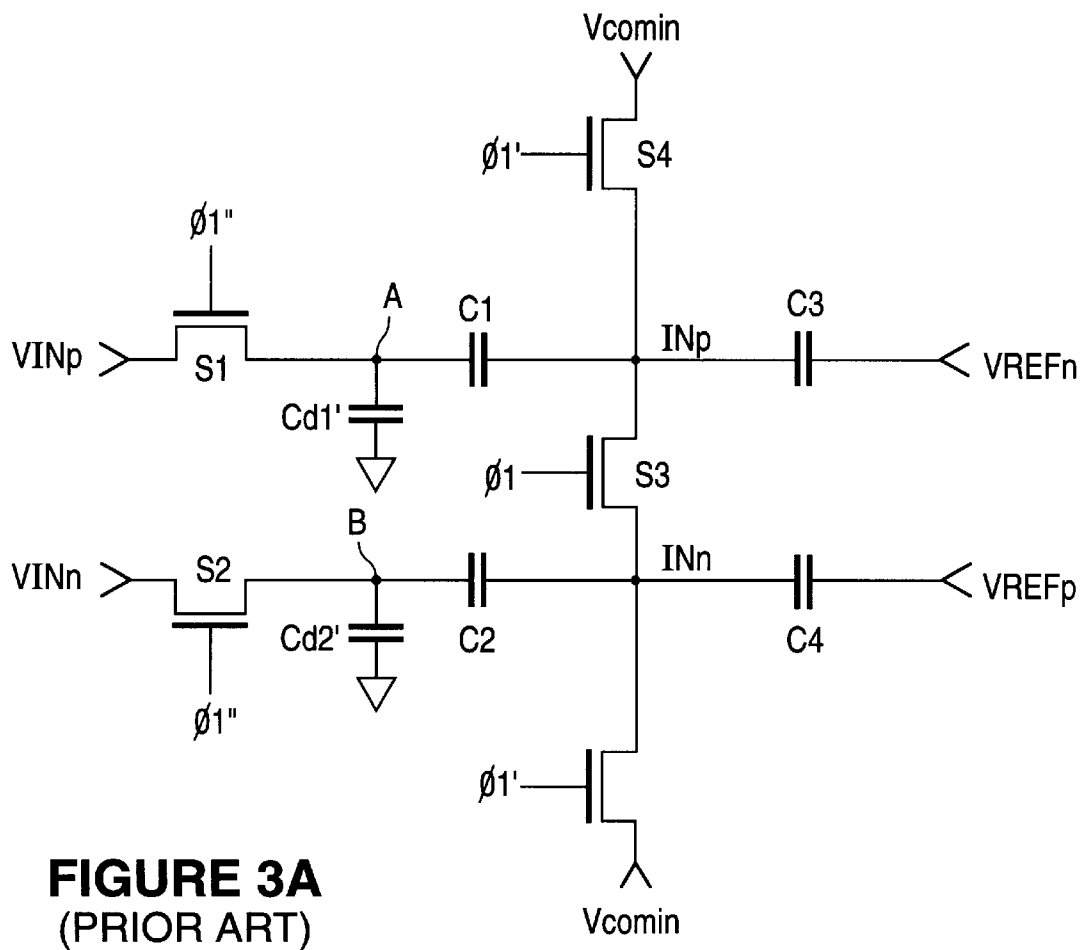 Vcomin
Ø1'
S4
Ø1"
A
C1
C3
VINp
S1
INp
VREFn
Cd1'
Ø1
S3
B
VINn
S2
INn
VREFp
Cd2'
C2
C4
Ø1"
Ø1'
FIGURE 3A
(PRIOR ART)
Vcomin